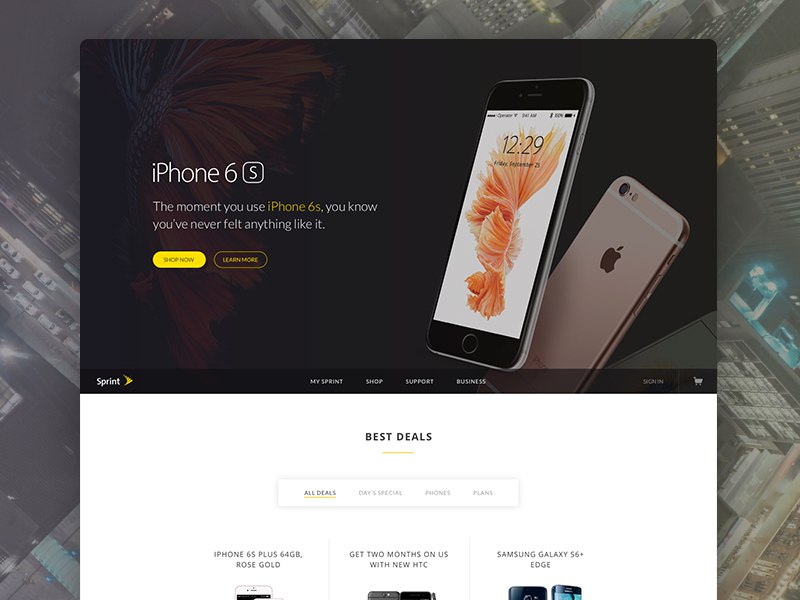 iPhone 6 S
The moment you use iPhone 6s, you know
you've never felt anything like it.
SHOP NOW
LEARN MORE
Operator
9:41 AM
100%
12:29
Friday, September 25
iPhone
Sprint
MY SPRINT
SHOP
SUPPORT
BUSINESS
SIGN IN
BEST DEALS
ALL DEALS
DAY'S SPECIAL
PHONES
PLANS
IPHONE 6S PLUS 64GB,
ROSE GOLD
GET TWO MONTHS ON US
WITH NEW HTC
SAMSUNG GALAXY S6+
EDGE